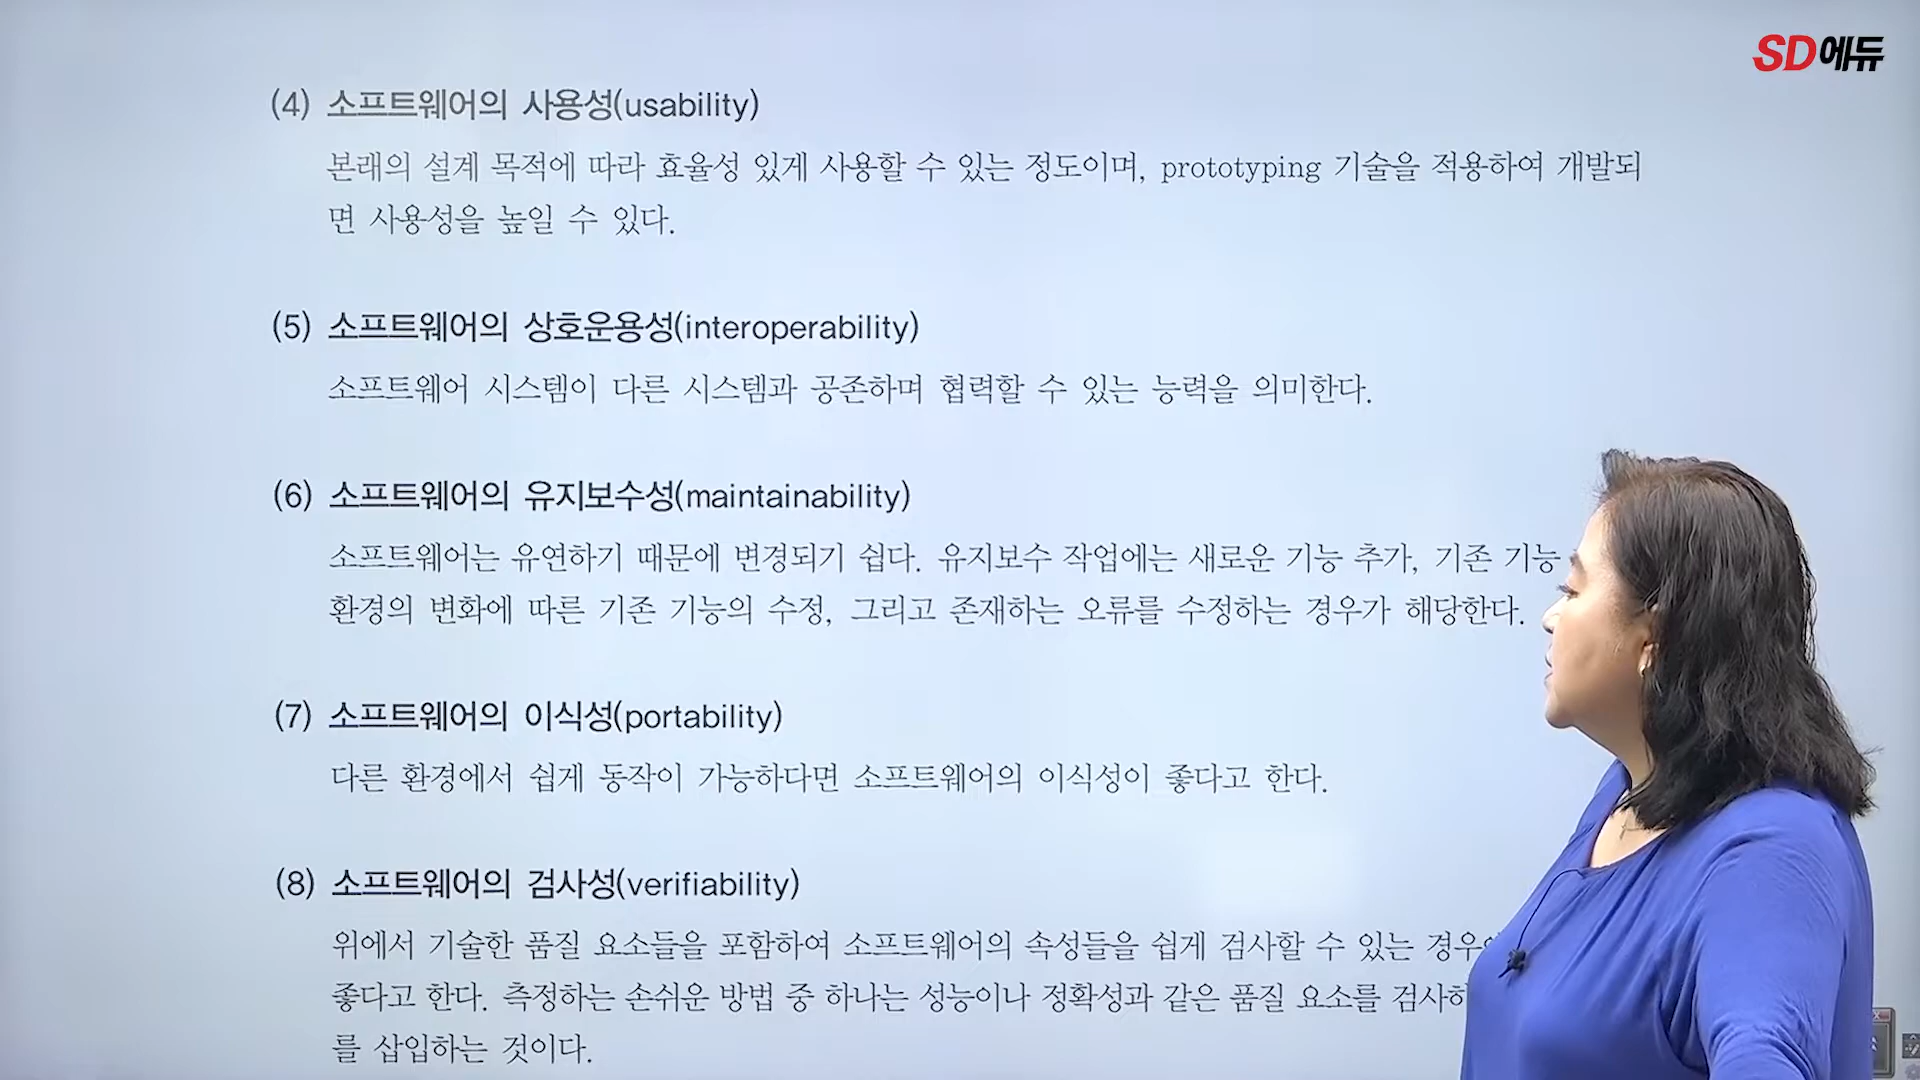 SD에듀
(4) 소프트웨어의 사용성(usability)
본래의 설계 목적에 따라 효율성 있게 사용할 수 있는 정도이며, prototyping 기술을 적용하여 개발되
면 사용성을 높일 수 있다.
(5) 소프트웨어의 상호운용성(interoperability)
소프트웨어 시스템이 다른 시스템과 공존하며 협력할 수 있는 능력을 의미한다.
(6) 소프트웨어의 유지보수성(maintainability)
소프트웨어는 유연하기 때문에 변경되기 쉽다. 유지보수 작업에는 새로운 기능 추가, 기존 기능
환경의 변화에 따른 기존 기능의 수정, 그리고 존재하는 오류를 수정하는 경우가 해당한다.
(7) 소프트웨어의 이식성(portability)
다른 환경에서 쉽게 동작이 가능하다면 소프트웨어의 이식성이 좋다고 한다.
(8) 소프트웨어의 검사성(verifiability)
위에서 기술한 품질 요소들을 포함하여 소프트웨어의 속성들을 쉽게 검사할 수 있는
좋다고 한다. 측정하는 손쉬운 방법 중 하나는 성능이나 정확성과 같은 품질 요소를
를 삽입하는 것이다.